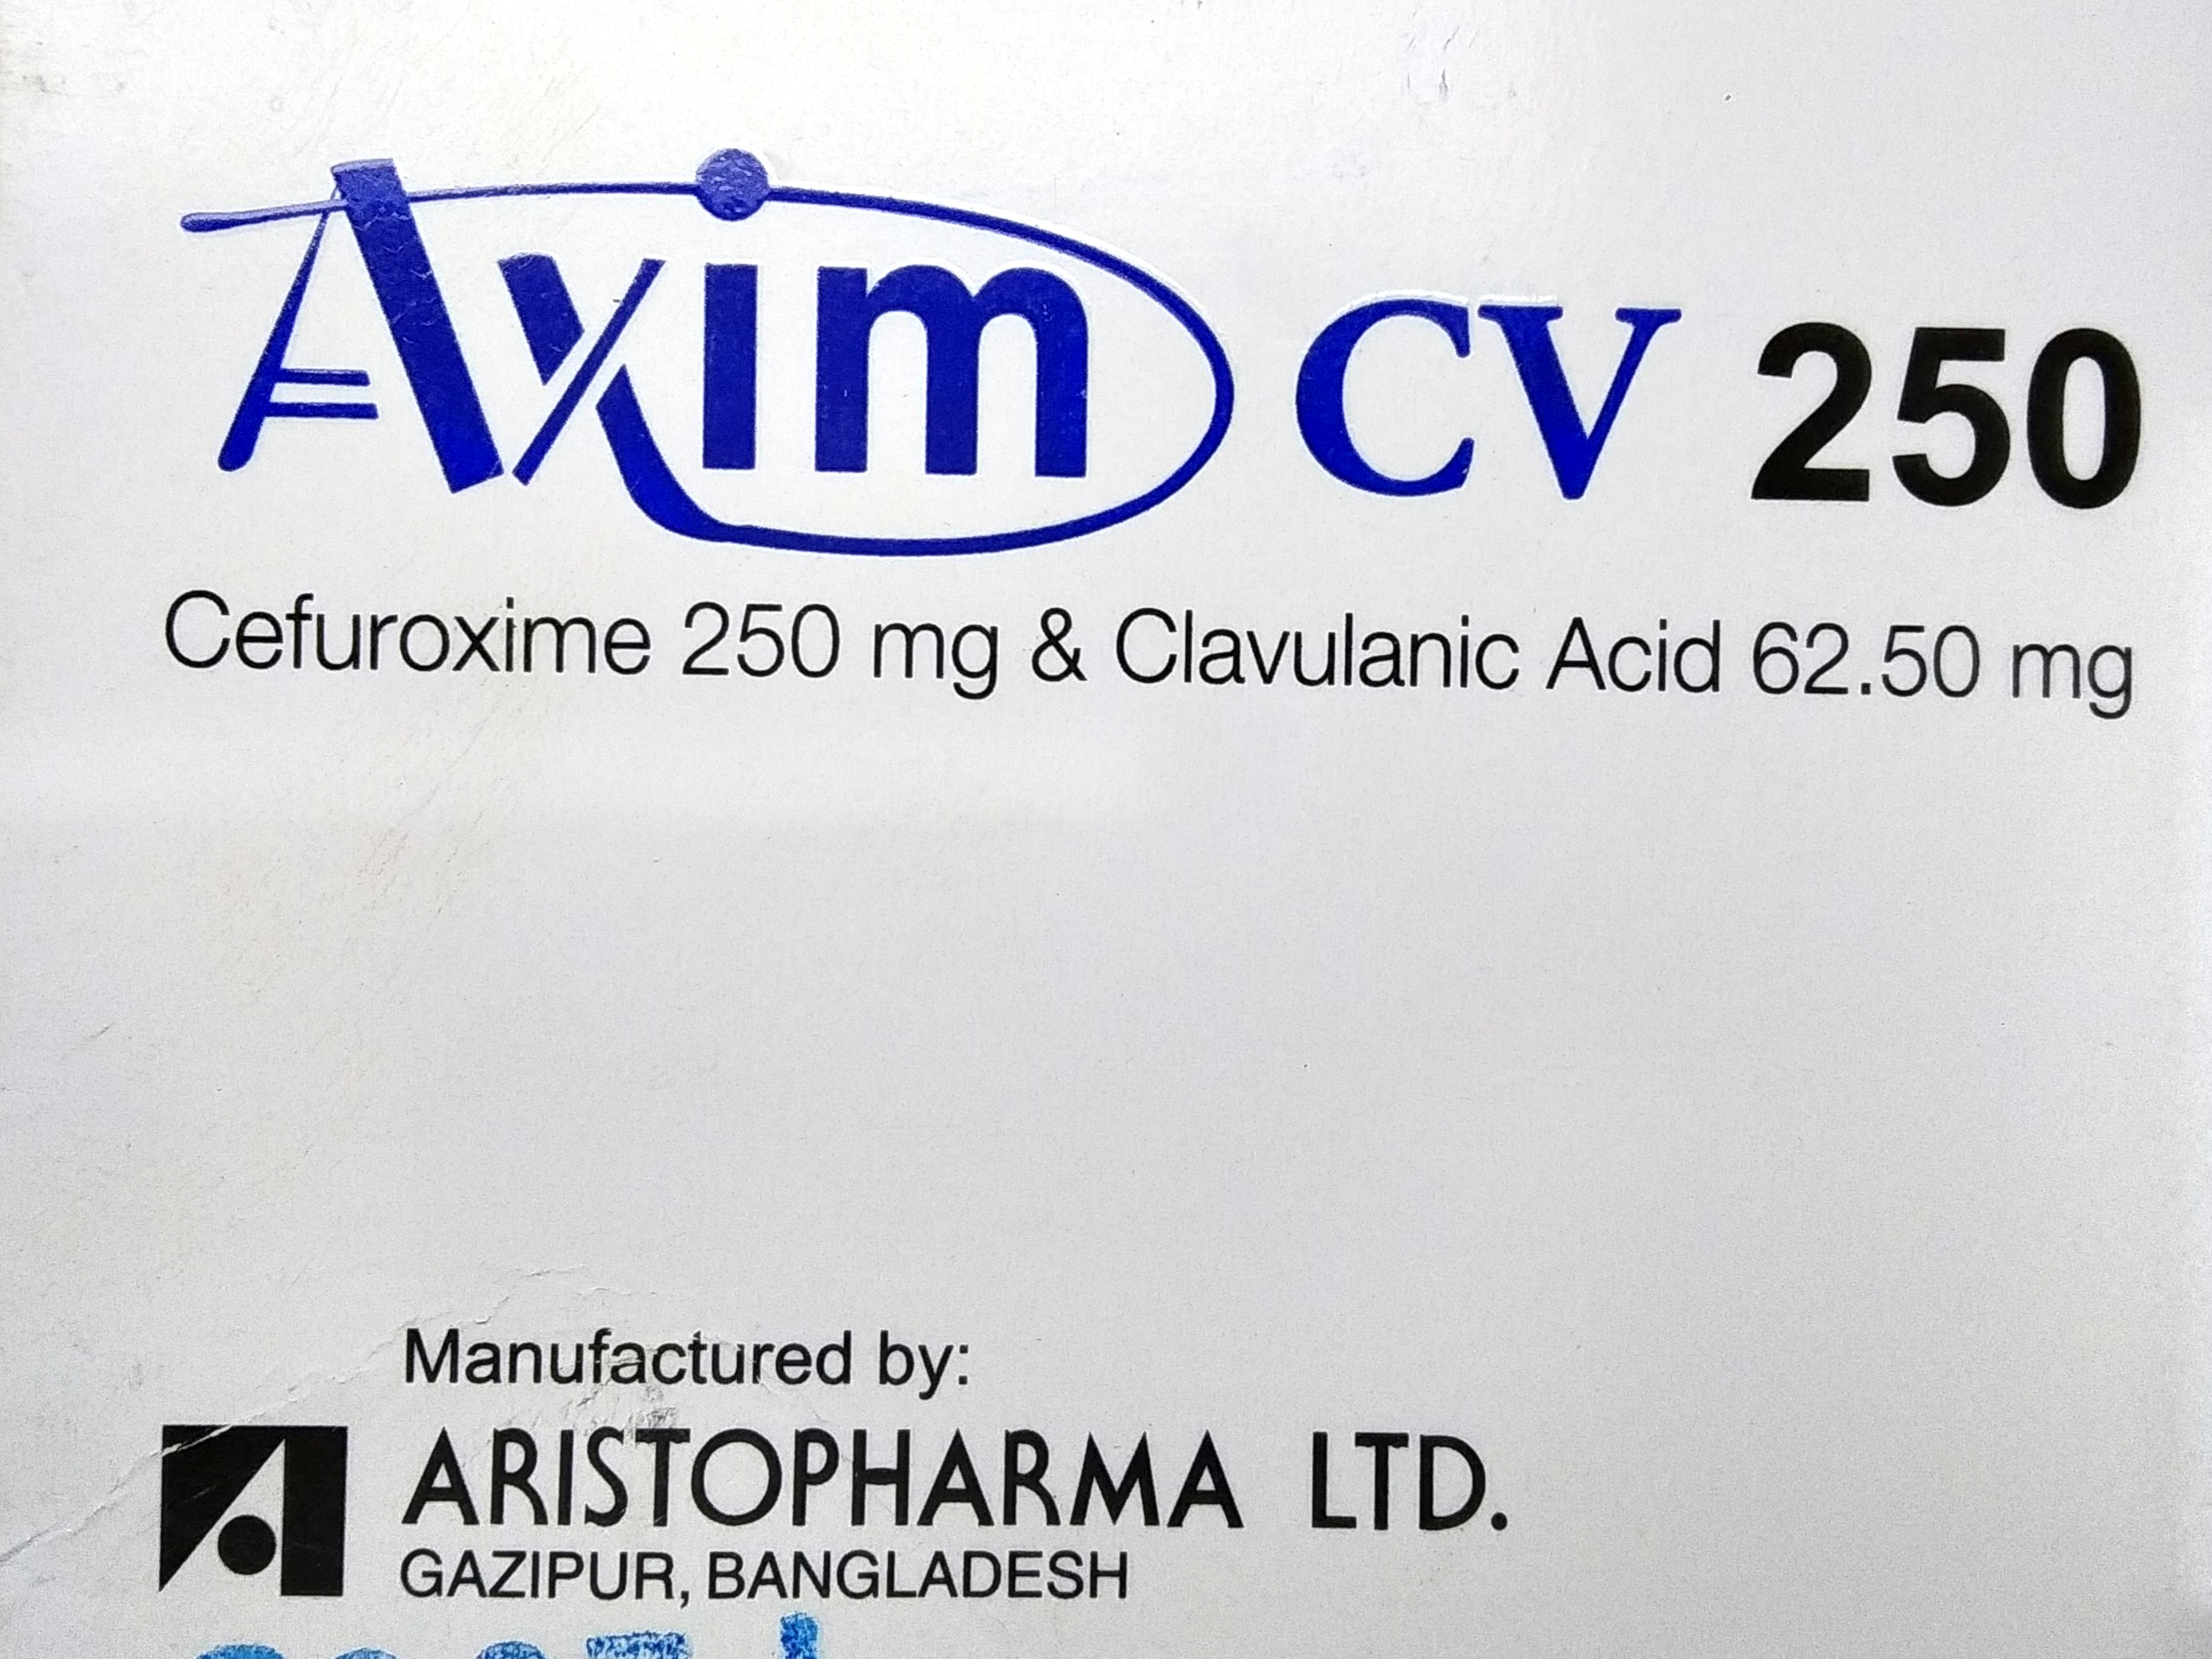 Axim CV 250
Cefuroxime 250 mg & Clavulanic Acid 62.50 mg
Manufactured by:
ARISTOPHARMA LTD.
GAZIPUR, BANGLADESH